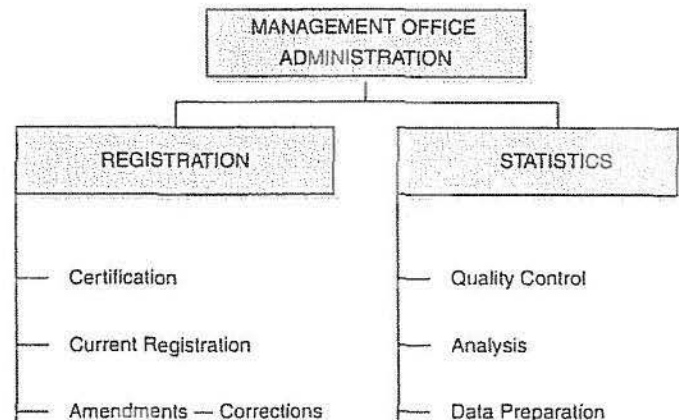 MANAGEMENT OFFICE
ADMINISTRATION
REGISTRATION
STATISTICS
Certification
Quality Control
Current Registration
Analysis
Amendments — Corrections
Data Preparation